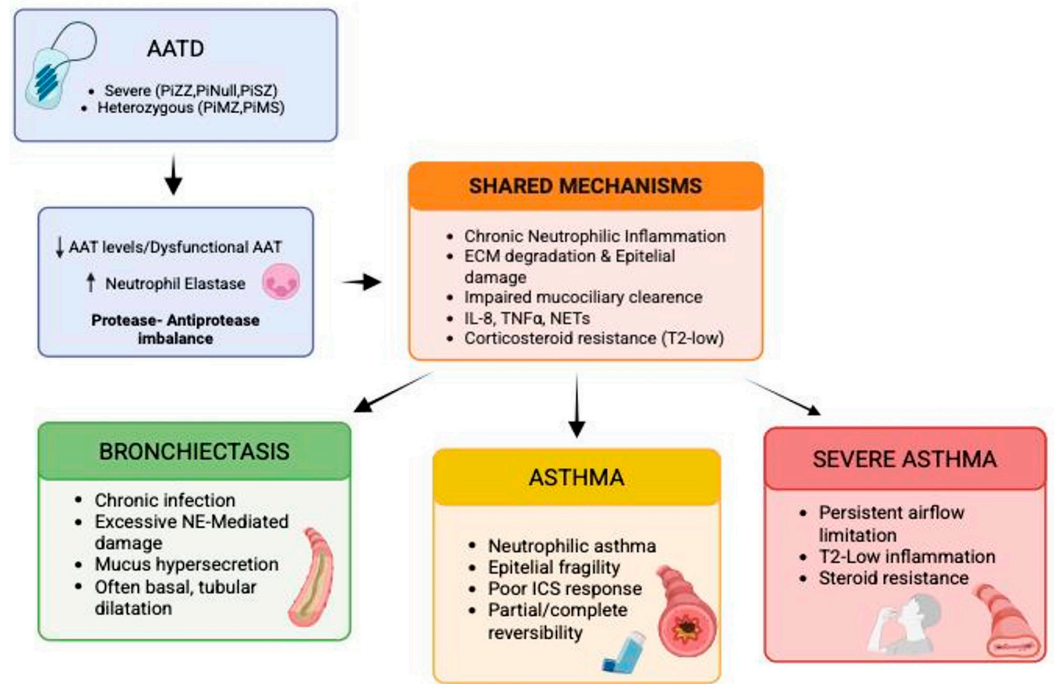 AATD
• Severe (PiZZ,PiNull,PiSZ)
• Heterozygous (PiMZ,PiMS)
↓ AAT levels/Dysfunctional AAT
↑ Neutrophil Elastase
Protease- Antiprotease
imbalance
SHARED MECHANISMS
• Chronic Neutrophilic Inflammation
• ECM degradation & Epitelial
damage
• Impaired mucociliary clearence
• IL-8, TNFα, NETs
• Corticosteroid resistance (T2-low)
BRONCHIECTASIS
• Chronic infection
• Excessive NE-Mediated
damage
• Mucus hypersecretion
• Often basal, tubular
dilatation
ASTHMA
• Neutrophilic asthma
• Epitelial fragility
• Poor ICS response
• Partial/complete
reversibility
SEVERE ASTHMA
• Persistent airflow
limitation
• T2-Low inflammation
• Steroid resistance